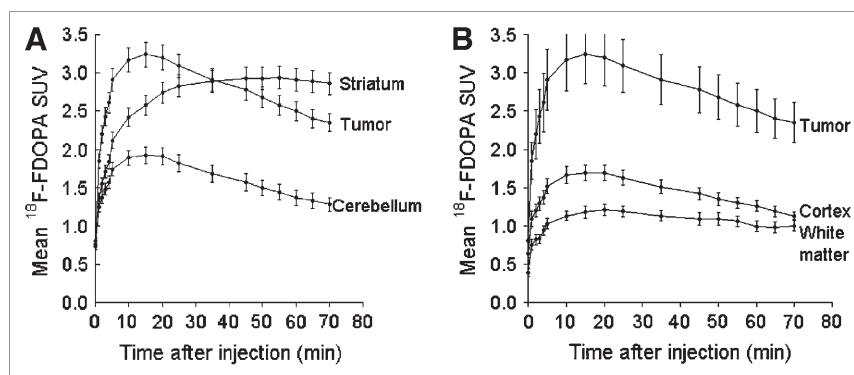 A
Mean ¹⁸F-FDOPA SUV
3.5
3.0
2.5
2.0
1.5
1.0
0.5
0.0
Striatum
Tumor
Cerebellum
0 10 20 30 40 50 60 70 80
Time after injection (min)
B
Mean ¹⁸F-FDOPA SUV
3.5
3.0
2.5
2.0
1.5
1.0
0.5
0.0
Tumor
Cortex
White
matter
0 10 20 30 40 50 60 70 80
Time after injection (min)